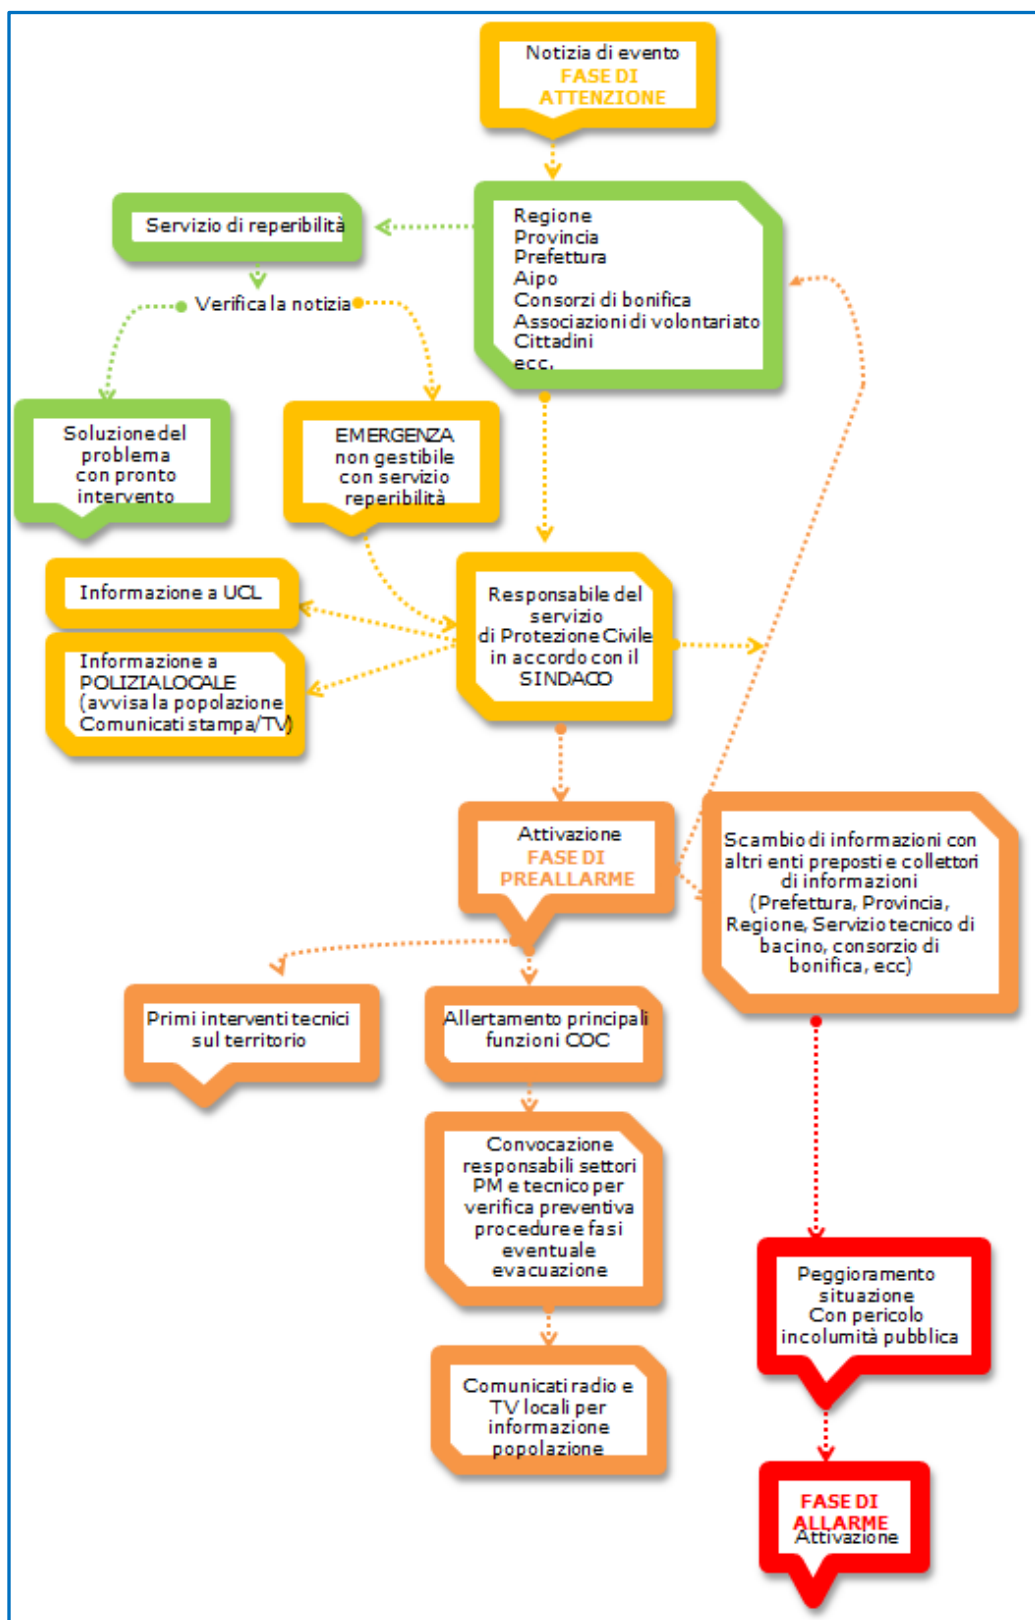 Notizia di evento
FASE DI
ATTENZIONE
Servizio di reperibilità
Regione
Provincia
Prefettura
Aipo
Consorzi di bonifica
Associazioni di volontariato
Cittadini
ecc.
Verifica la notizia
Soluzione del
problema
con pronto
intervento
EMERGENZA
non gestibile
con servizio
reperibilità
Informazione a UCL
Informazione a
POLIZIA LOCALE
(avvisa la popolazione
Comunicati stampa/TV)
Responsabile del
servizio
di Protezione Civile
in accordo con il
SINDACO
Attivazione
FASE DI
PREALLARME
Scambio di informazioni con
altri enti preposti e collettori
di informazioni
(Prefettura, Provincia,
Regione, Servizio tecnico di
bacino, consorzio di
bonifica, ecc)
Primi interventi tecnici
sul territorio
Allertamento principali
funzioni COC
Convocazione
responsabili settori
PM e tecnico per
verifica preventiva
procedure e fasi
eventuale
evacuazione
Peggioramento
situazione
Con pericolo
incolumità pubblica
Comunicati radio e
TV locali per
informazione
popolazione
FASE DI
ALLARME
Attivazione